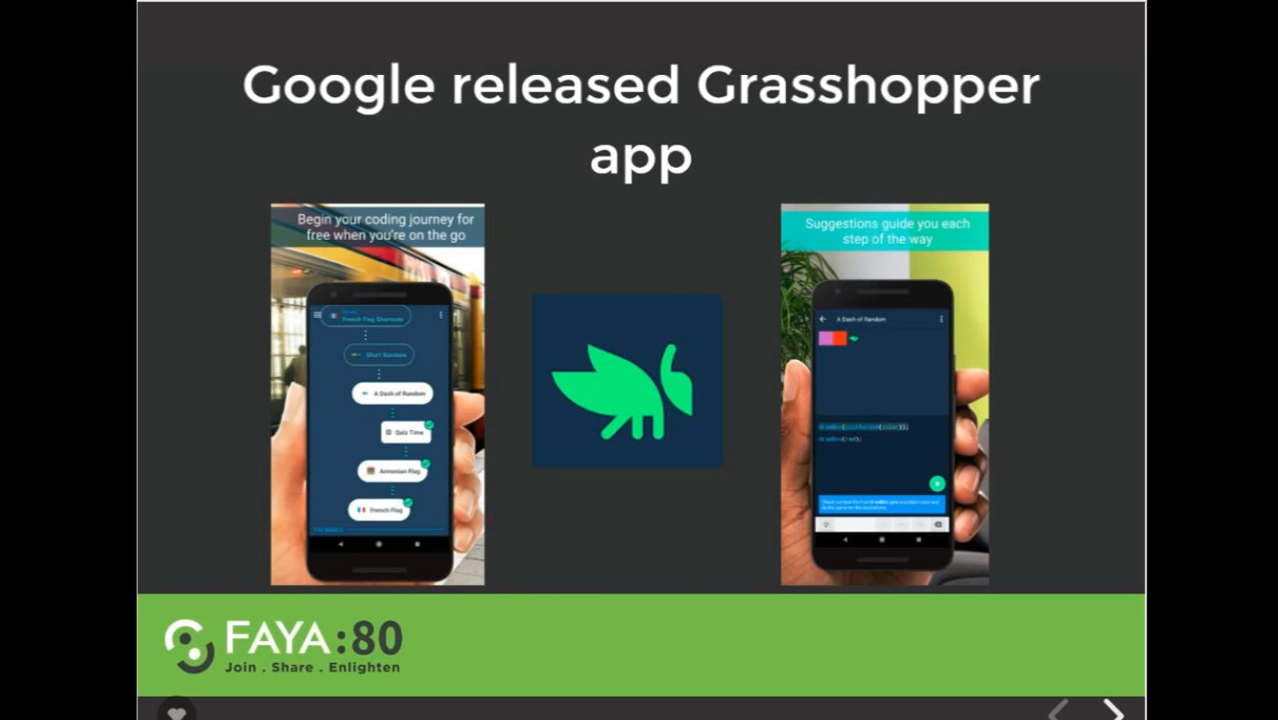 Google released Grasshopper
app
Begin your coding journey for
free when you're on the go
French Flag Shortcuts
Start Rainbow
A Dash of Random
Quiz Time
Armenian Flag
French Flag
Suggestions guide you each
step of the way
A Dash of Random
FAYA:80
Join . Share . Enlighten